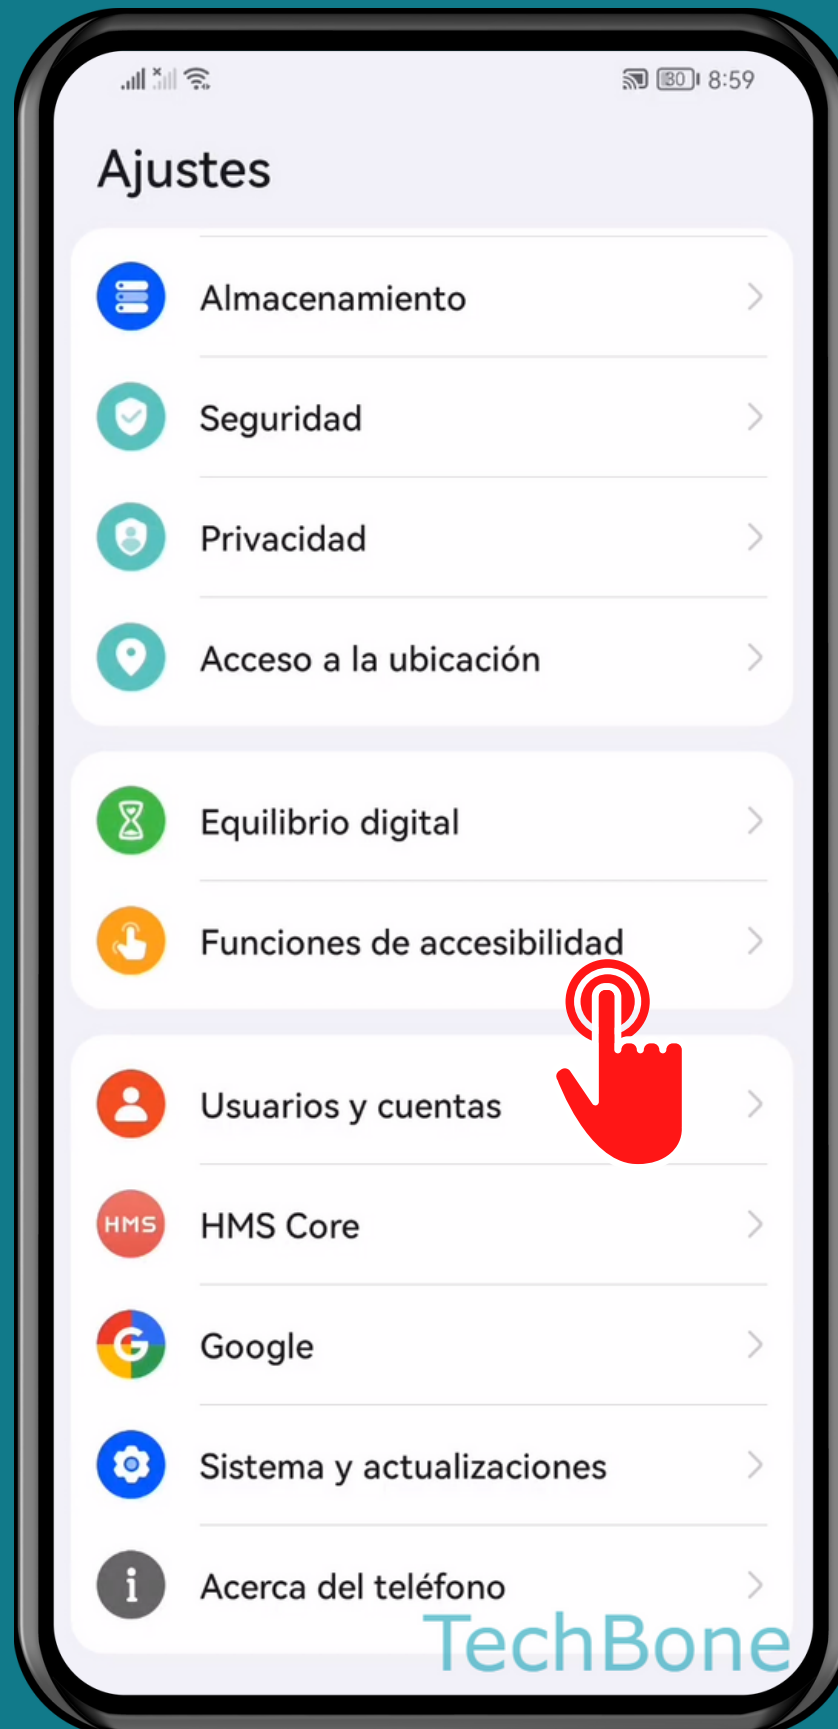 80 8:59
Ajustes
Almacenamiento
Seguridad
Privacidad
Acceso a la ubicación
Equilibrio digital
Funciones de accesibilidad
Usuarios y cuentas
HMS HMS Core
G Google
Sistema y actualizaciones
i Acerca del teléfono
TechBone